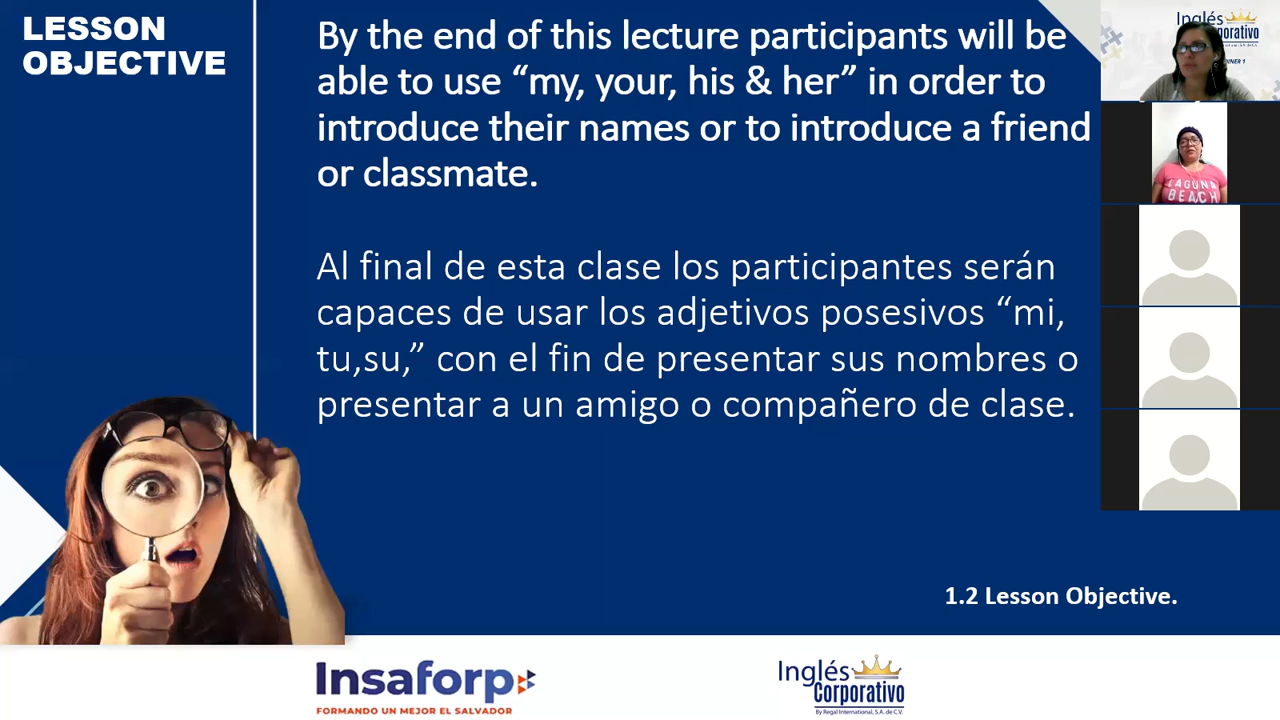 LESSON
OBJECTIVE
By the end of this lecture participants will be
able to use “my, your, his & her” in order to
introduce their names or to introduce a friend
or classmate.
Al final de esta clase los participantes serán
capaces de usar los adjetivos posesivos “mi,
tu,su,” con el fin de presentar sus nombres o
presentar a un amigo o compañero de clase.
1.2 Lesson Objective.
Insaforp
FORMANDO UN MEJOR EL SALVADOR
Inglés
Corporativo
By Regal International, S.A. de C.V.
Inglés
LAGUNA
BEACH